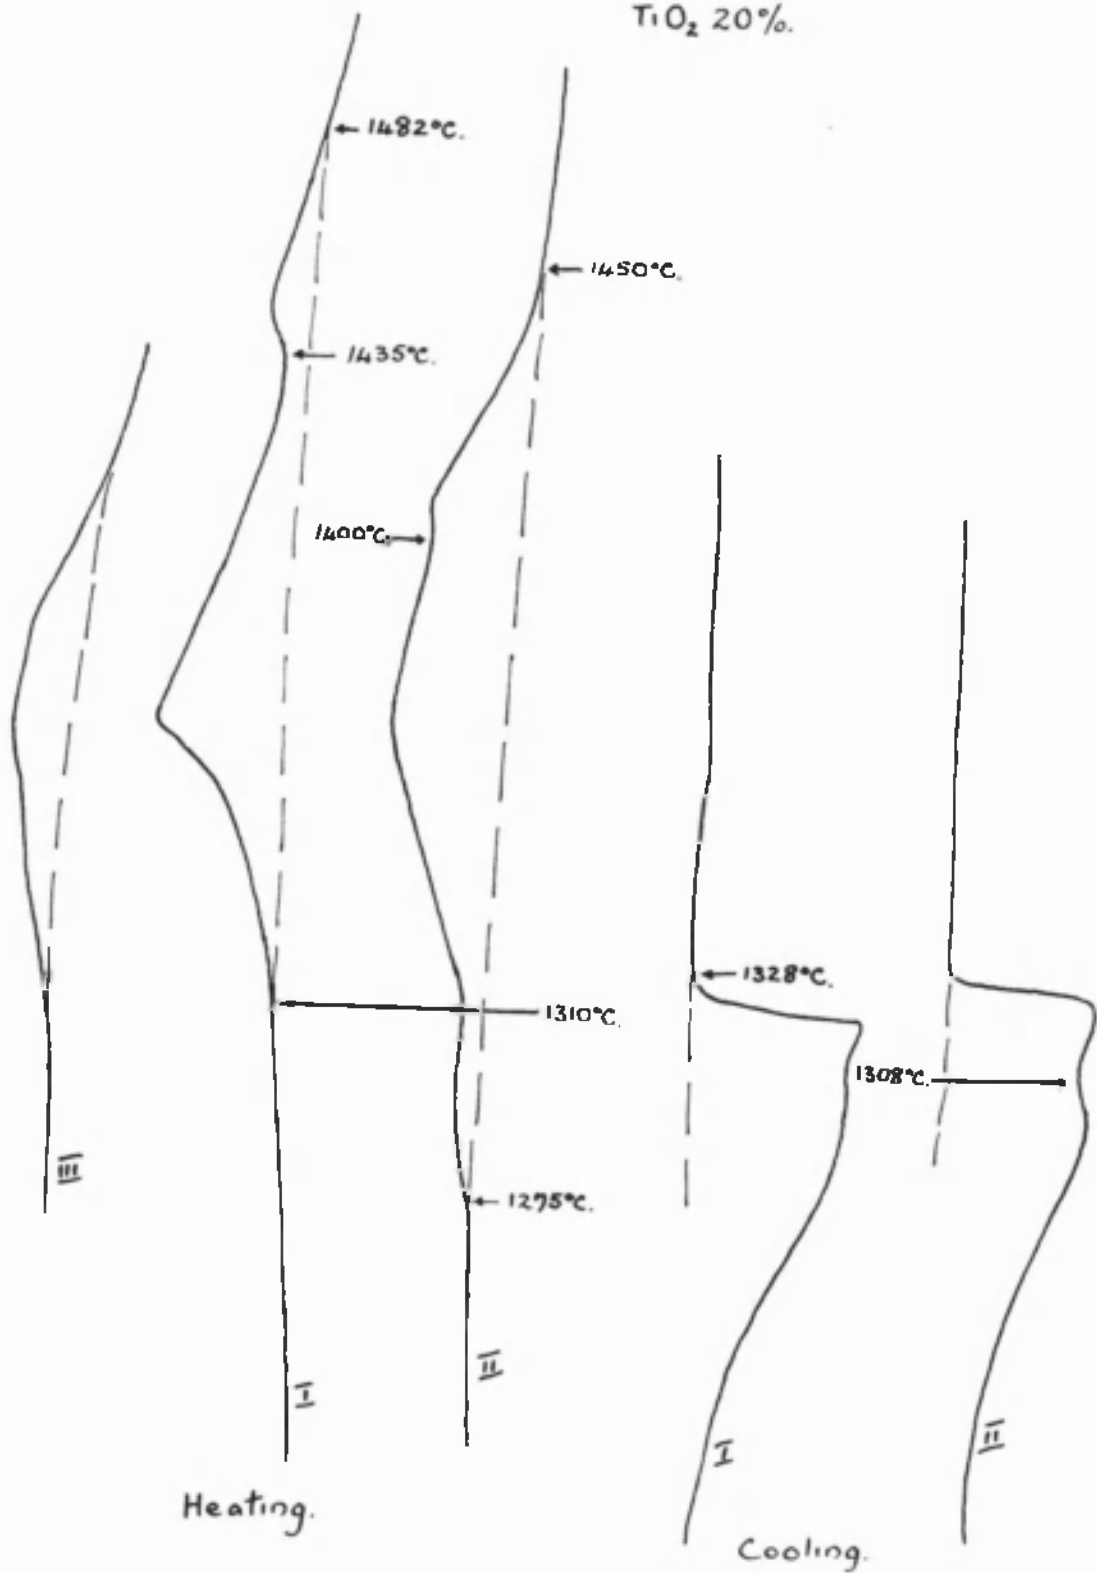 TiO₂ 20%.
1482°C.
1450°C.
1435°C.
1400°C.
1328°C.
1310°C.
1308°C.
III
1275°C.
I
II
I
II
Heating.
Cooling.